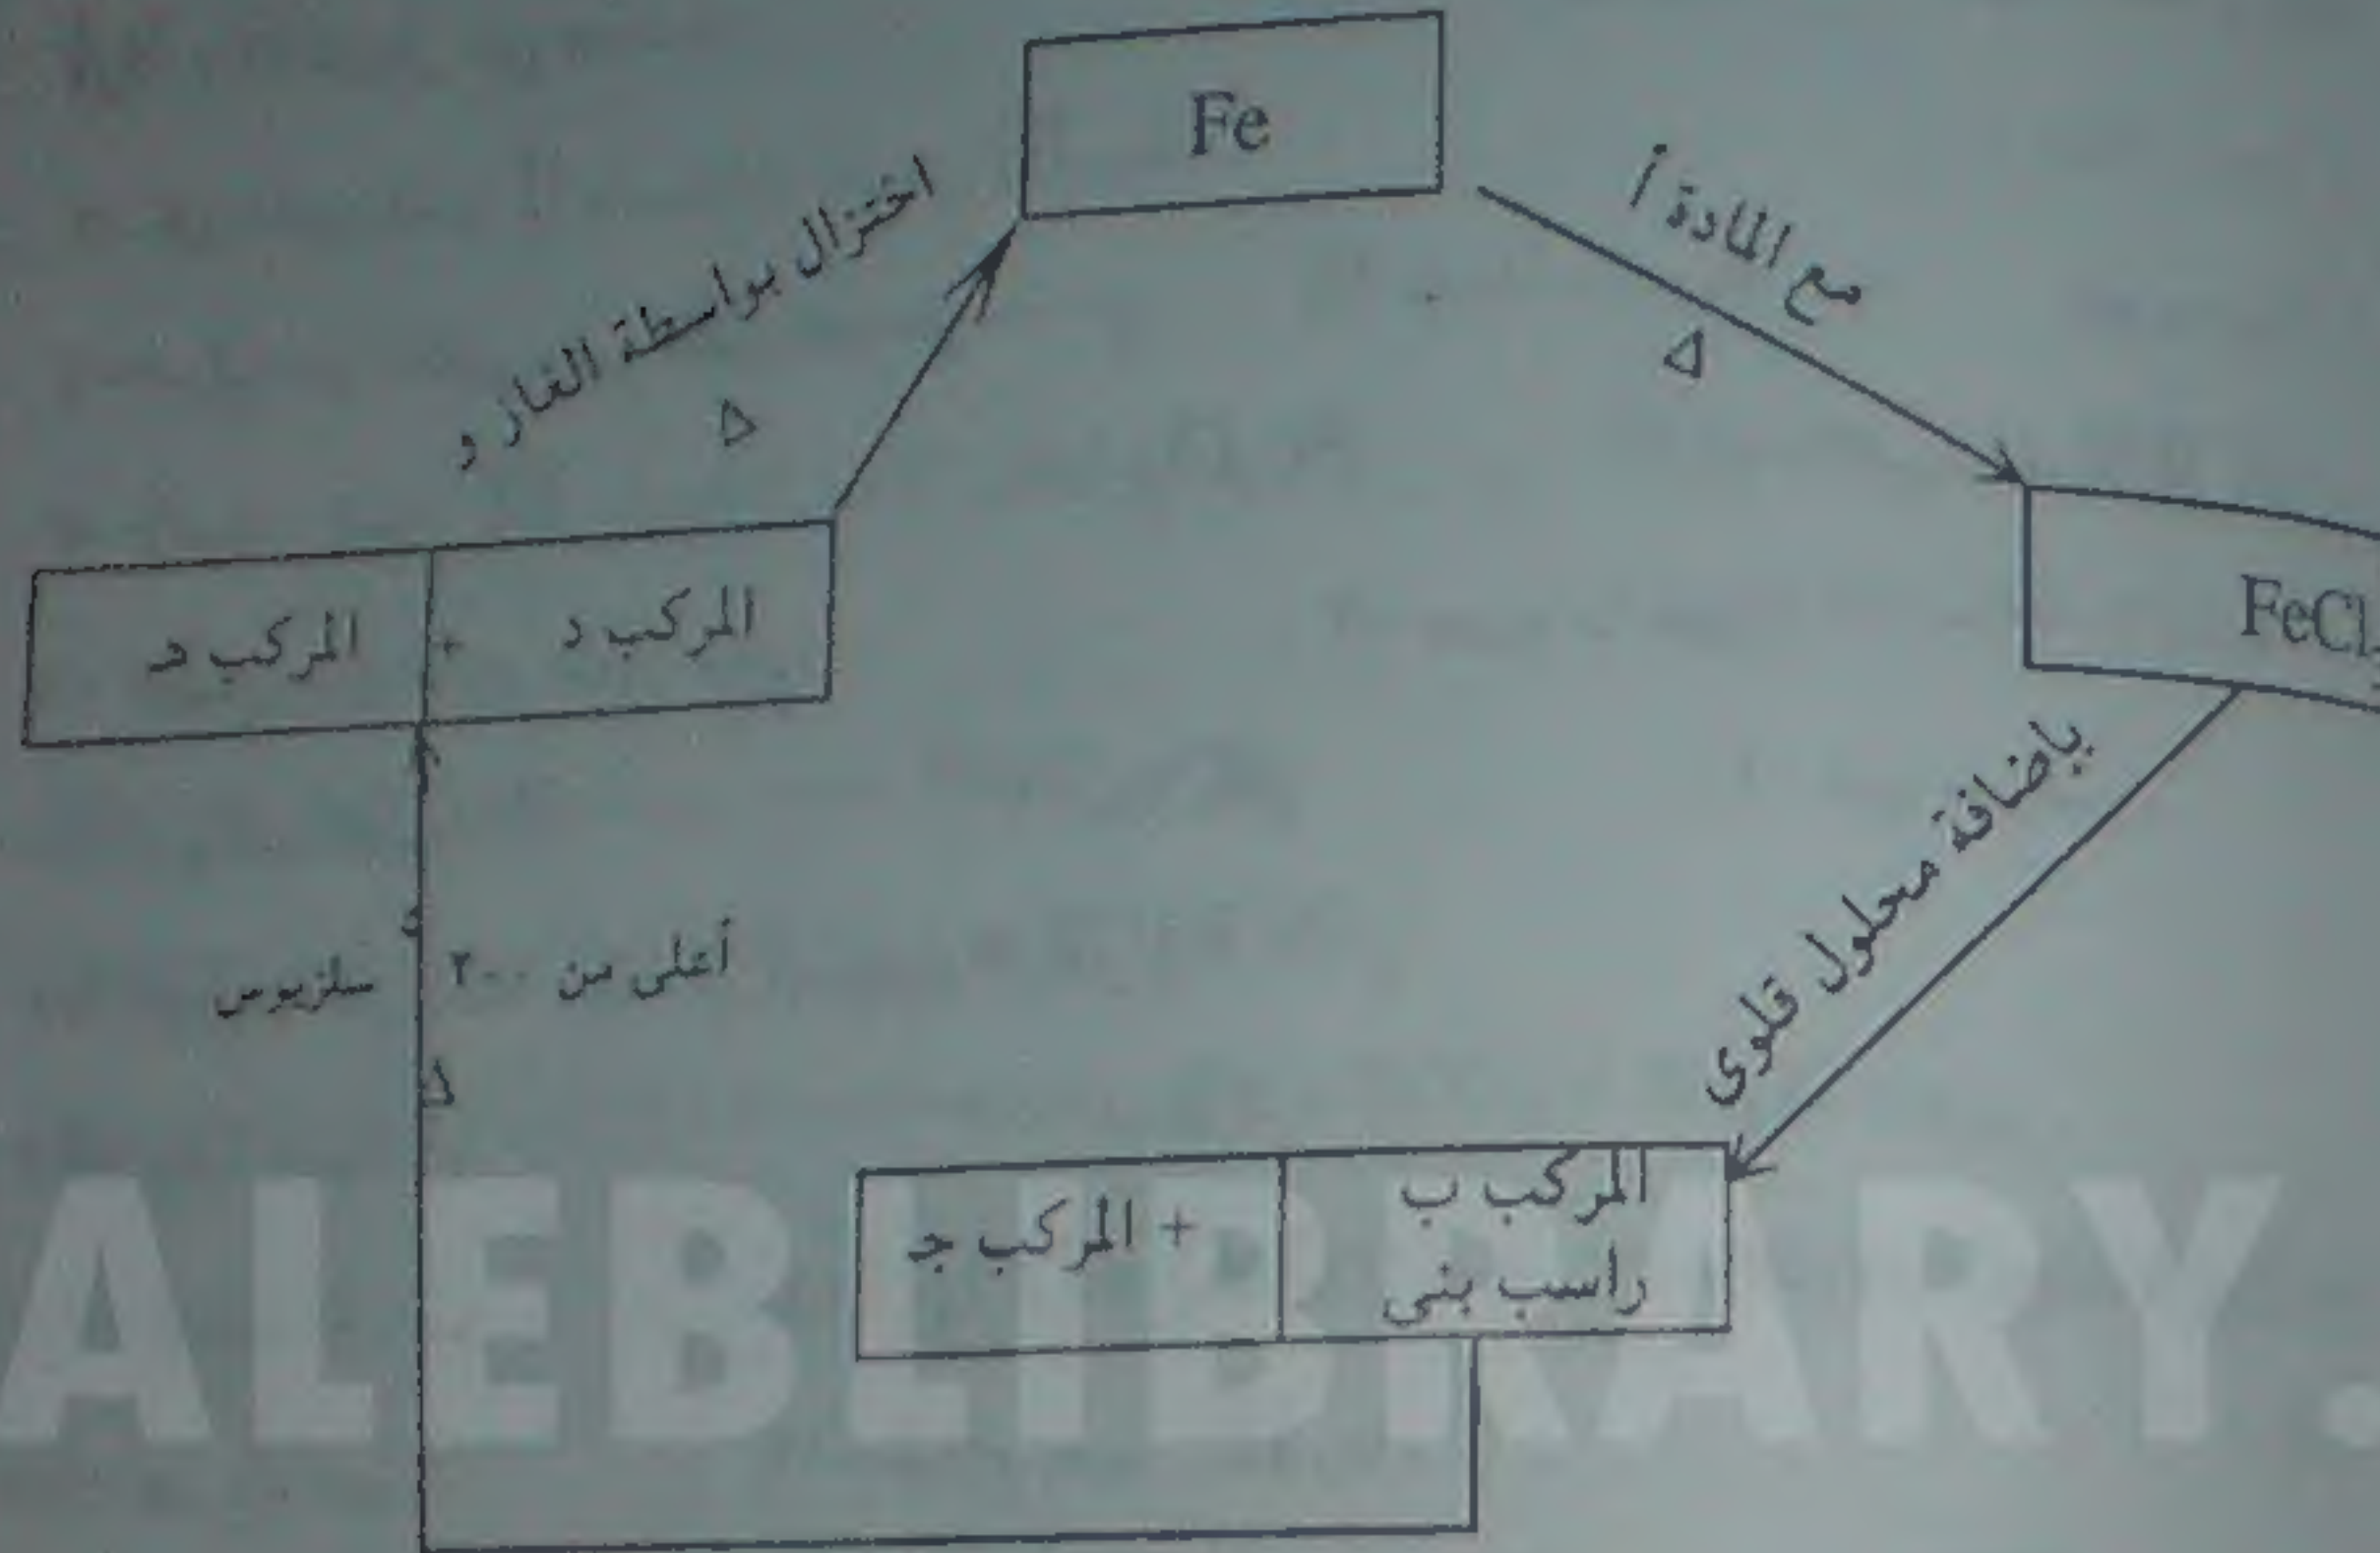 Fe
مع المادة أ
Δ
اختزال بواسطة الغاز و
Δ
FeCl
المركب د + المركب هـ
بإضافة محلول قلوى
أعلى من ٢٠٠ سلزيوس
Δ
المركب ب + المركب جـ
راسب بنى
ALEBLIBRARY.